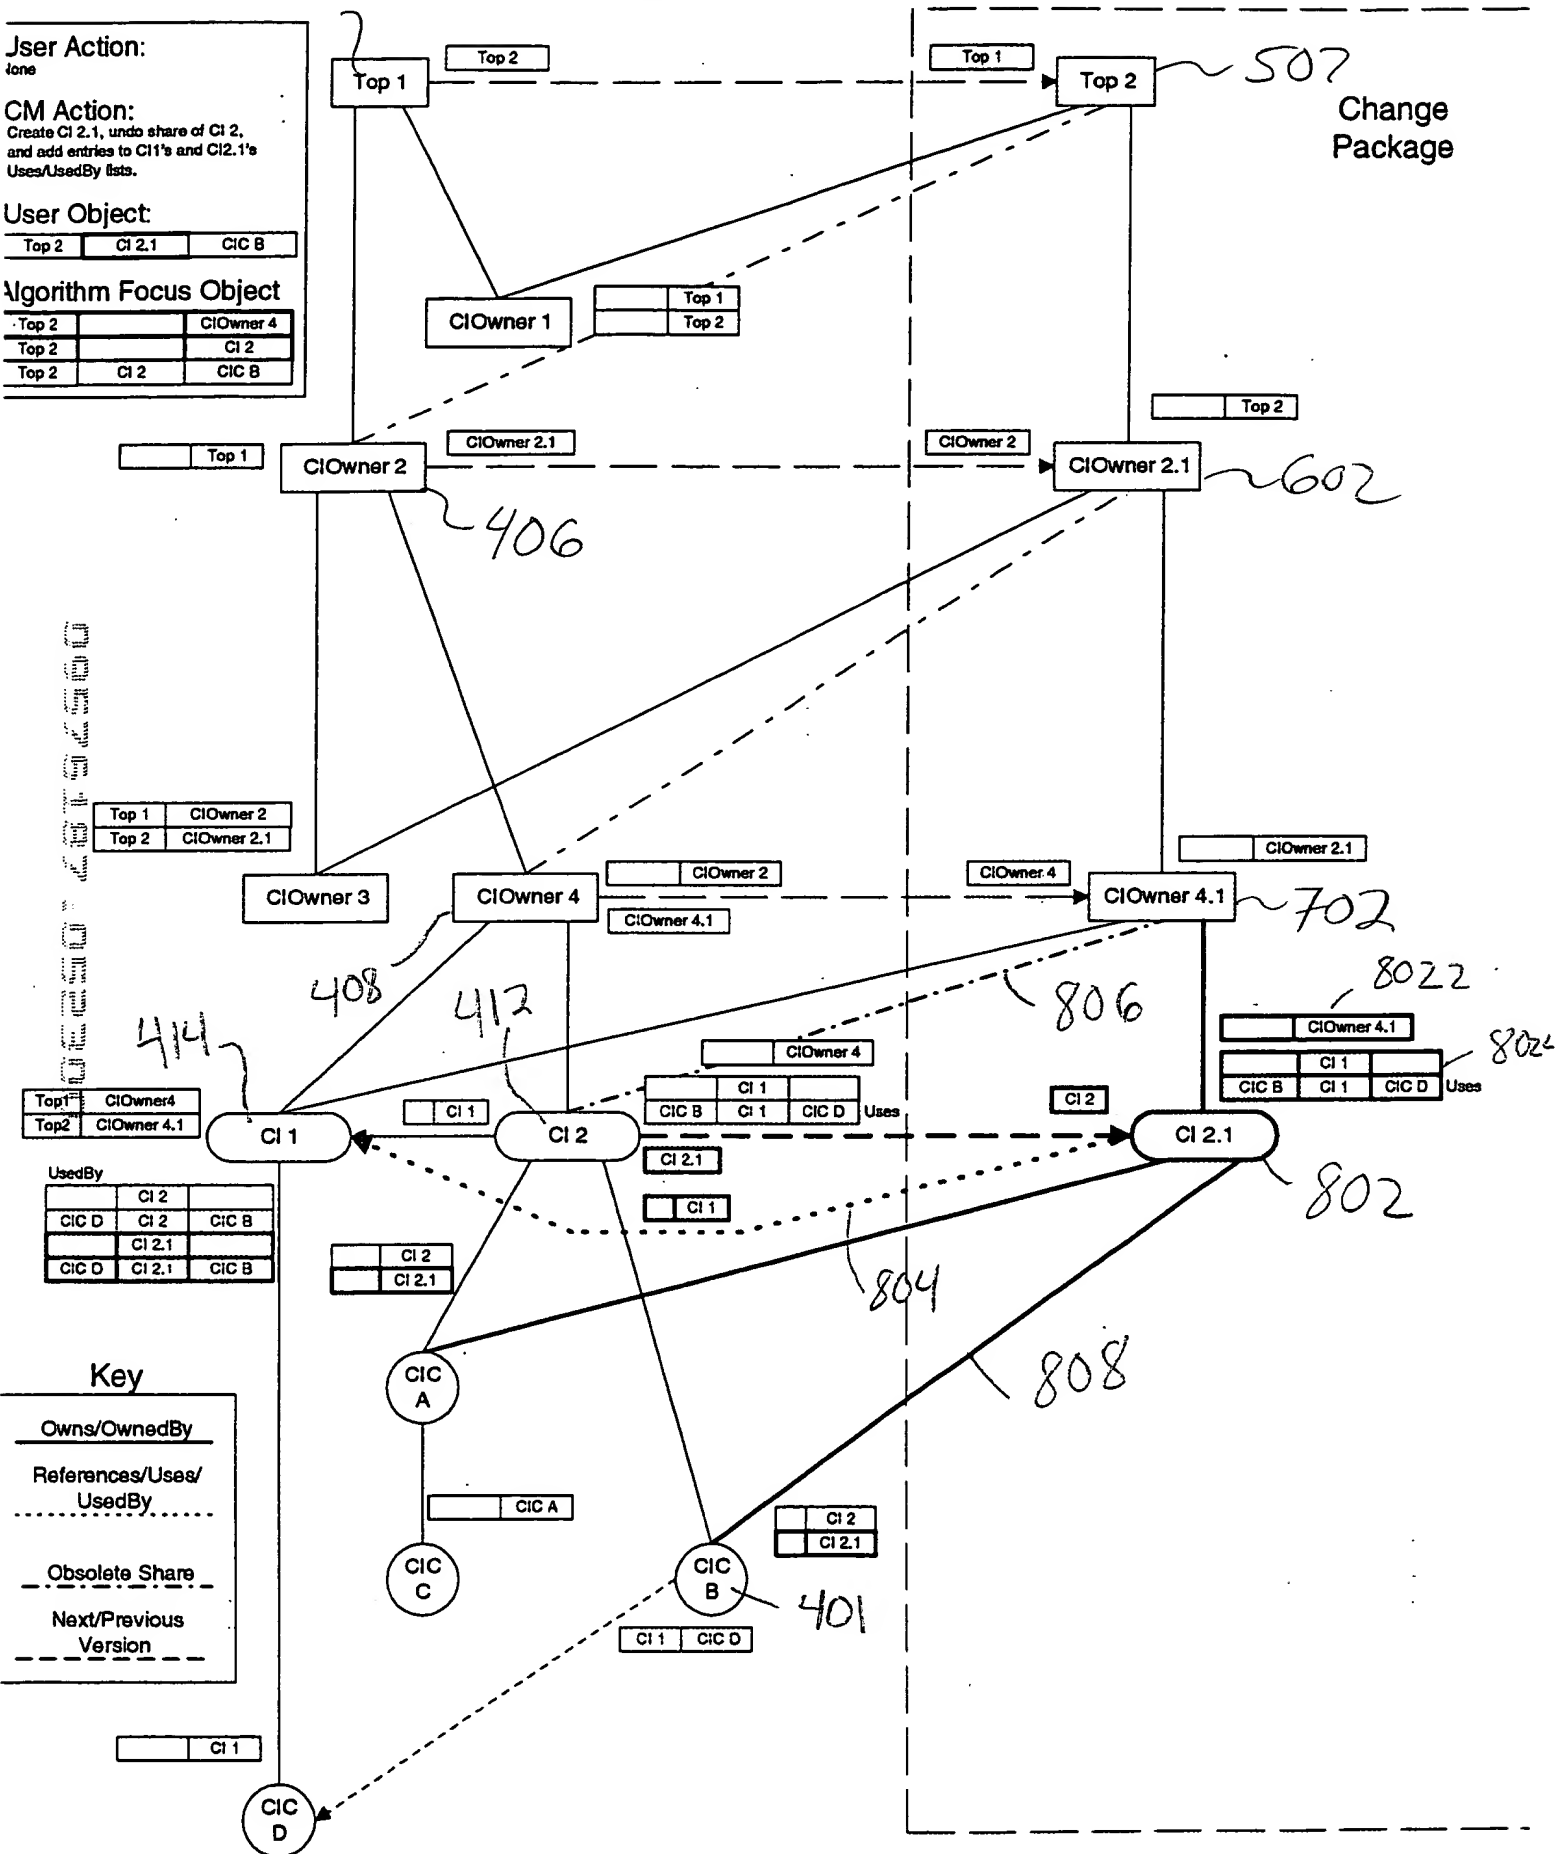 User Action:
None
CM Action:
Create CI 2.1, undo share of CI 2,
and add entries to CI1's and CI2.1's
Uses/UsedBy lists.
User Object:
Top 2 CI 2.1 CIC B
Algorithm Focus Object
Top 2 CIOwner 4
Top 2 CI 2
Top 2 CI 2 CIC B
Top 1
Top 2
Top 1
Top 2
507
Change
Package
CIOwner 1
Top 1
Top 2
Top 2
Top 1
CIOwner 2
CIOwner 2.1
CIOwner 2
CIOwner 2.1
602
406
09576197 . 052300
Top 1 CIOwner 2
Top 2 CIOwner 2.1
CIOwner 3
CIOwner 4
CIOwner 2
CIOwner 4.1
CIOwner 4
CIOwner 2.1
CIOwner 4.1
702
408
412
414
806
8022
CIOwner 4.1
CI 1
CIC B CI 1 CIC D Uses
CIOwner 4
CI 1
CIC B CI 1 CIC D Uses
Top1 CIOwner4
Top2 CIOwner 4.1
CI 1
CI 1
CI 2
CI 2
CI 2.1
CI 2.1
CI 1
802
UsedBy
CI 2
CIC D CI 2 CIC B
CI 2.1
CIC D CI 2.1 CIC B
CI 2
CI 2.1
804
808
CIC
A
CIC A
CIC
C
CI 2
CI 2.1
CIC
B
401
CI 1 CIC D
Key
Owns/OwnedBy
References/Uses/
UsedBy
Obsolete Share
Next/Previous
Version
CI 1
CIC
D